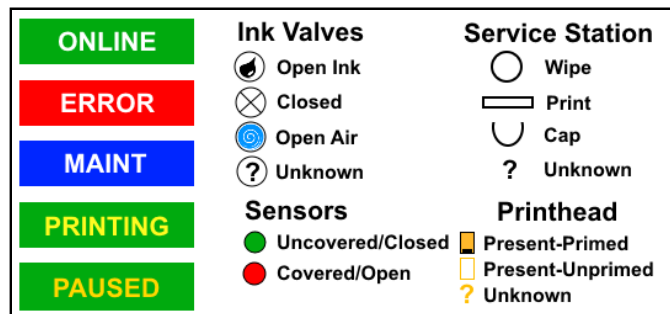 ONLINE
ERROR
MAINT
PRINTING
PAUSED
Ink Valves
Open Ink
Closed
Open Air
? Unknown
Sensors
Uncovered/Closed
Covered/Open
Service Station
Wipe
Print
Cap
? Unknown
Printhead
Present-Primed
Present-Unprimed
? Unknown